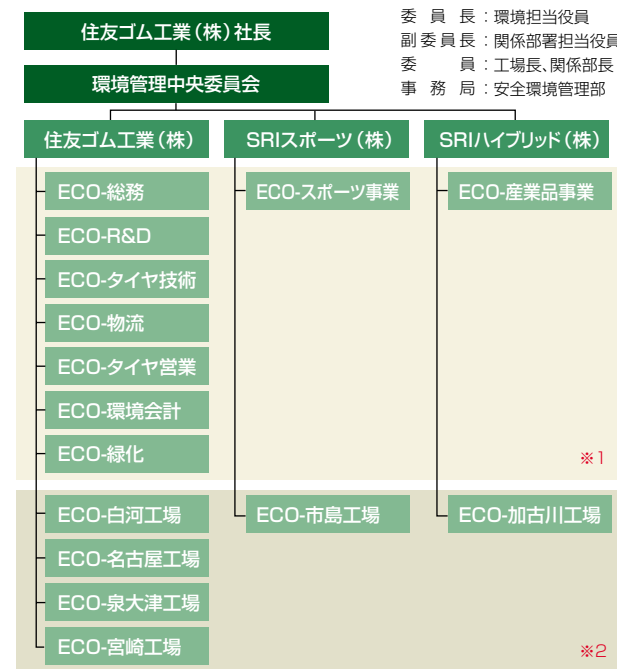 住友ゴム工業(株)社長
環境管理中央委員会
委員長:環境担当役員
副委員長:関係部署担当役員
委員:工場長、関係部長
事務局:安全環境管理部
住友ゴム工業(株)
SRIスポーツ(株)
SRIハイブリッド(株)
ECO-総務
ECO-スポーツ事業
ECO-産業品事業
ECO-R&D
ECO-タイヤ技術
ECO-物流
ECO-タイヤ営業
ECO-環境会計
ECO-緑化
※1
ECO-白河工場
ECO-市島工場
ECO-加古川工場
ECO-名古屋工場
ECO-泉大津工場
ECO-宮崎工場
※2